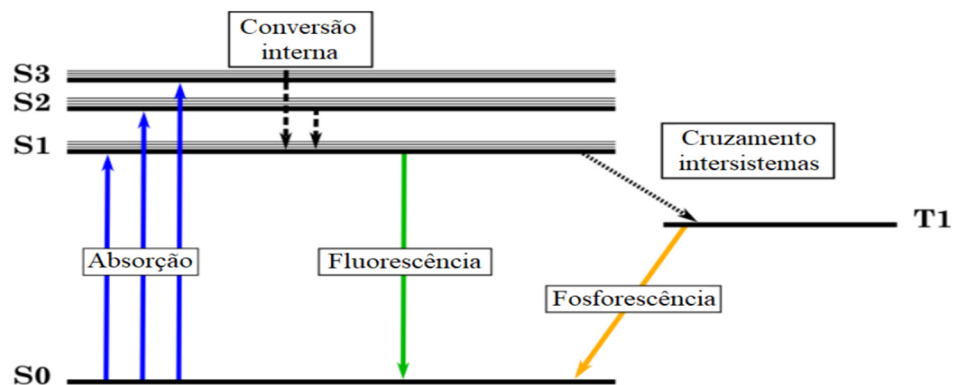 Conversão
interna
S3
S2
S1
Cruzamento
intersistemas
T1
Absorção
Fluorescência
Fosforescência
S0